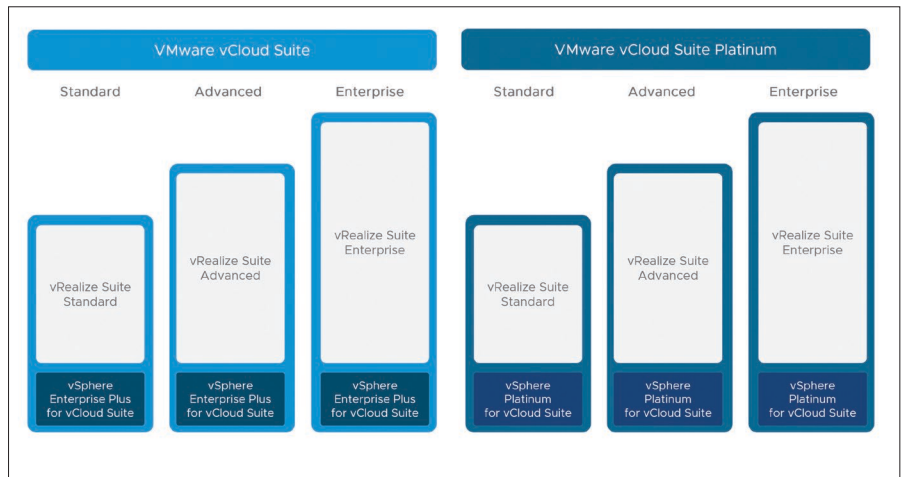 VMware vCloud Suite
Standard
Advanced
Enterprise
vRealize Suite
Standard
vRealize Suite
Advanced
vRealize Suite
Enterprise
vSphere
Enterprise Plus
for vCloud Suite
vSphere
Enterprise Plus
for vCloud Suite
vSphere
Enterprise Plus
for vCloud Suite
VMware vCloud Suite Platinum
Standard
Advanced
Enterprise
vRealize Suite
Standard
vRealize Suite
Advanced
vRealize Suite
Enterprise
vSphere
Platinum
for vCloud Suite
vSphere
Platinum
for vCloud Suite
vSphere
Platinum
for vCloud Suite